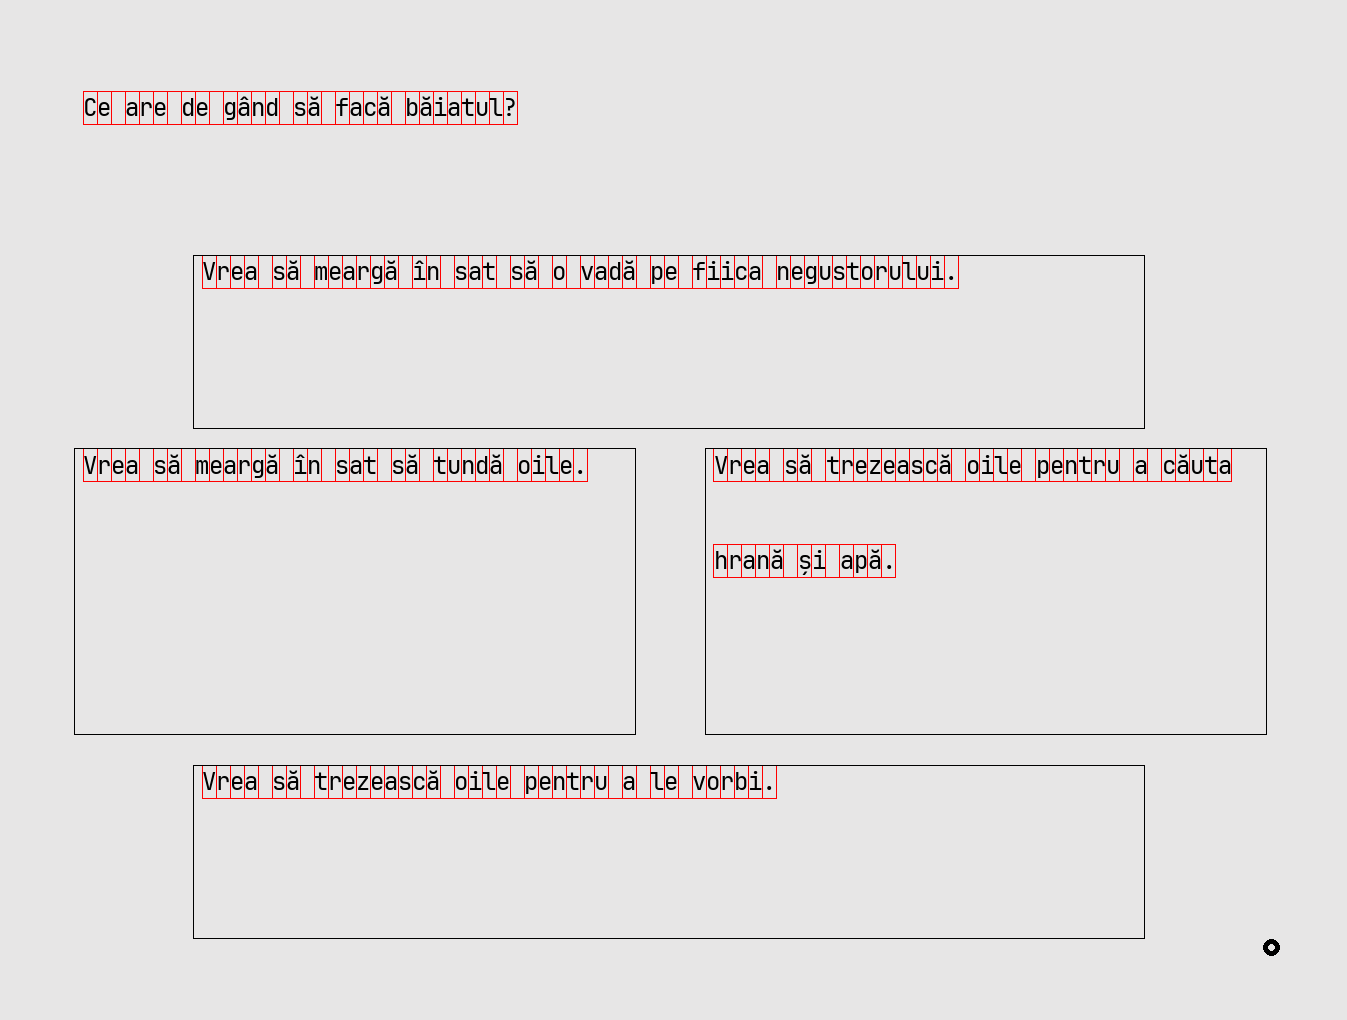 Ce are de gând să facă băiatul?
Vrea să meargă în sat să o vadă pe fiica negustorului.
Vrea să meargă în sat să tundă oile.
Vrea să trezească oile pentru a căuta
hrană și apă.
Vrea să trezească oile pentru a le vorbi.